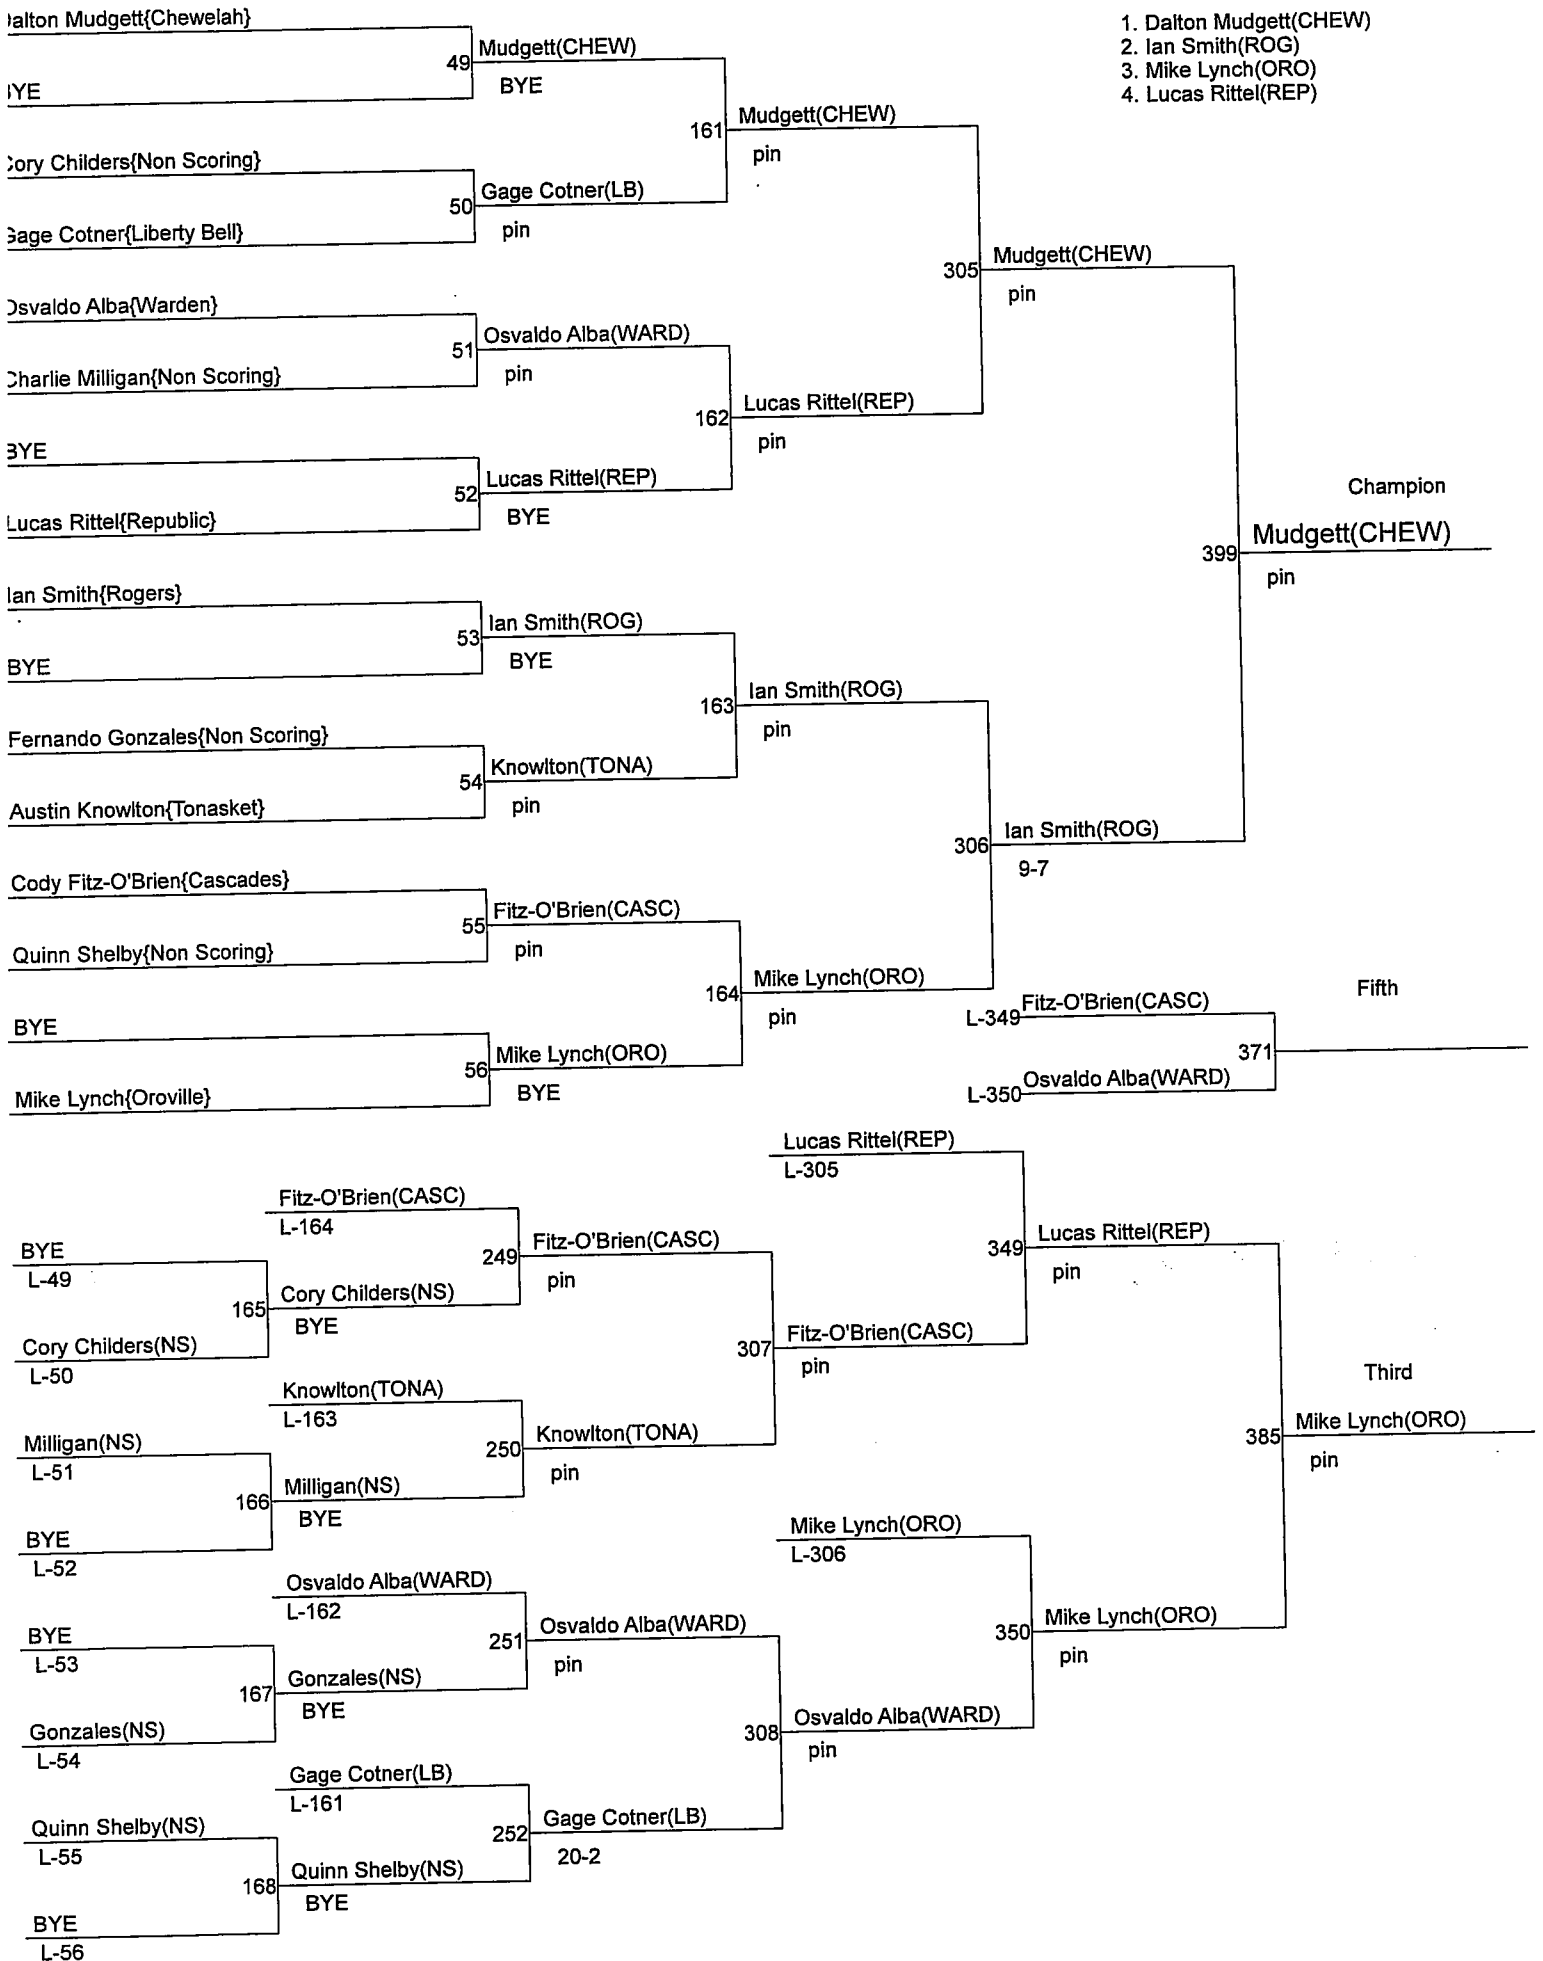 1. Dalton Mudgett(CHEW)
2. Ian Smith(ROG)
3. Mike Lynch(ORO)
4. Lucas Rittel(REP)
alton Mudgett{Chewelah}
49
Mudgett(CHEW)
BYE
YE
161
Mudgett(CHEW)
pin
ory Childers{Non Scoring}
50
Gage Cotner(LB)
pin
Gage Cotner{Liberty Bell}
305
Mudgett(CHEW)
pin
Osvaldo Alba{Warden}
51
Osvaldo Alba(WARD)
pin
Charlie Milligan{Non Scoring}
162
Lucas Rittel(REP)
pin
BYE
52
Lucas Rittel(REP)
BYE
Lucas Rittel{Republic}
Champion
399
Mudgett(CHEW)
pin
Ian Smith{Rogers}
53
Ian Smith(ROG)
BYE
BYE
163
Ian Smith(ROG)
pin
Fernando Gonzales{Non Scoring}
54
Knowlton(TONA)
pin
Austin Knowlton{Tonasket}
306
Ian Smith(ROG)
9-7
Cody Fitz-O'Brien{Cascades}
55
Fitz-O'Brien(CASC)
pin
Quinn Shelby{Non Scoring}
164
Mike Lynch(ORO)
pin
BYE
56
Mike Lynch(ORO)
BYE
Mike Lynch{Oroville}
Fifth
L-349
Fitz-O'Brien(CASC)
371
L-350
Osvaldo Alba(WARD)
Lucas Rittel(REP)
L-305
Fitz-O'Brien(CASC)
L-164
249
Fitz-O'Brien(CASC)
pin
349
Lucas Rittel(REP)
pin
BYE
L-49
165
Cory Childers(NS)
BYE
Cory Childers(NS)
L-50
307
Fitz-O'Brien(CASC)
pin
Knowlton(TONA)
L-163
250
Knowlton(TONA)
pin
Third
385
Mike Lynch(ORO)
pin
Milligan(NS)
L-51
166
Milligan(NS)
BYE
BYE
L-52
Mike Lynch(ORO)
L-306
Osvaldo Alba(WARD)
L-162
251
Osvaldo Alba(WARD)
pin
350
Mike Lynch(ORO)
pin
BYE
L-53
167
Gonzales(NS)
BYE
Gonzales(NS)
L-54
308
Osvaldo Alba(WARD)
pin
Gage Cotner(LB)
L-161
252
Gage Cotner(LB)
20-2
Quinn Shelby(NS)
L-55
168
Quinn Shelby(NS)
BYE
BYE
L-56